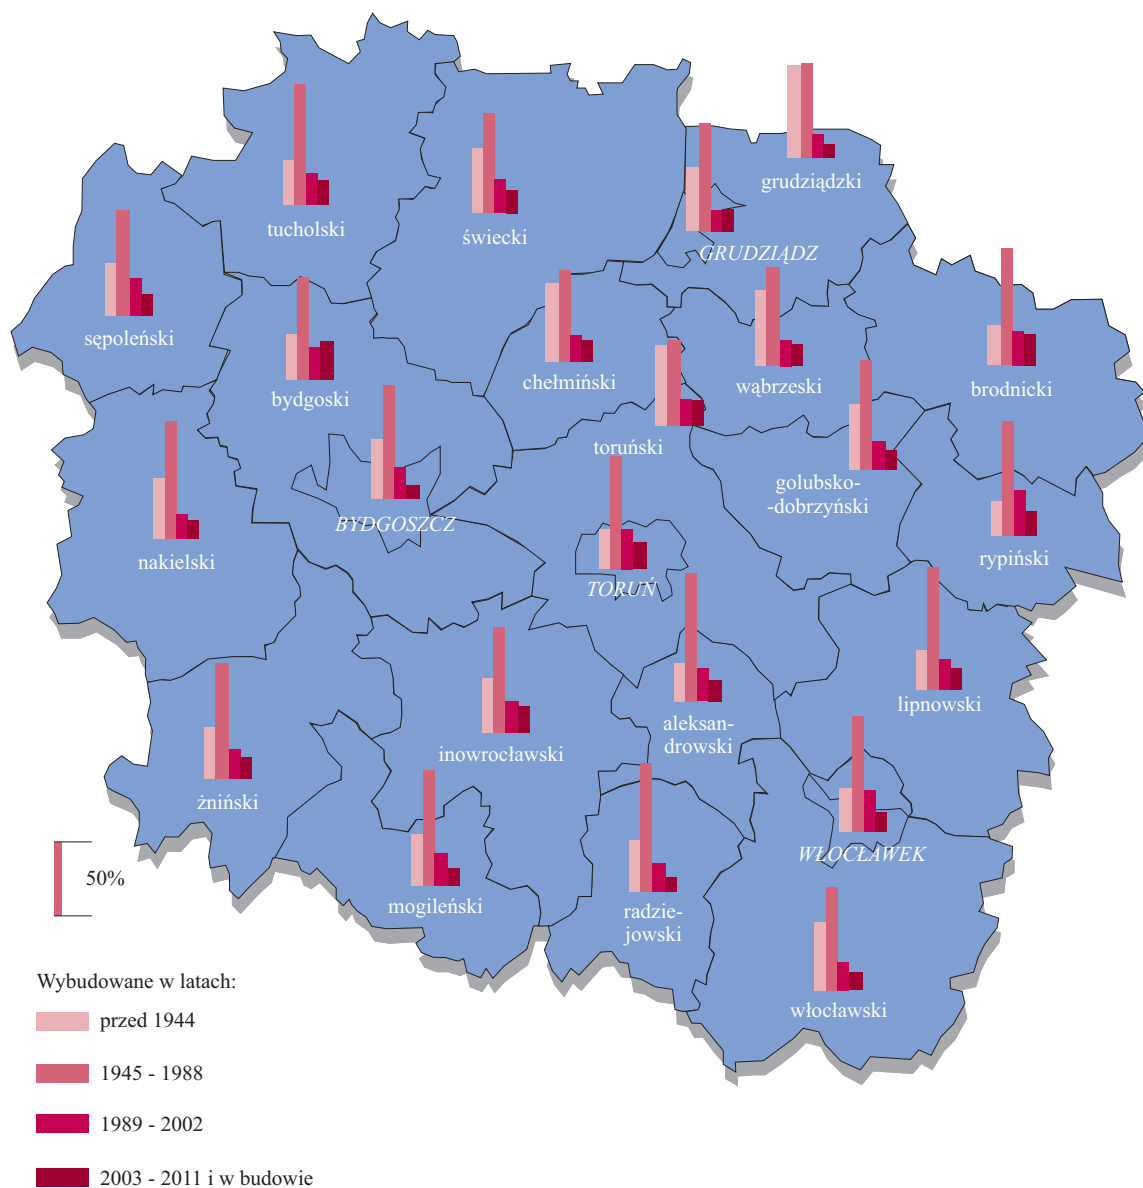 grudziądzki
tucholski
świecki
GRUDZIĄDZ
sępoleński
bydgoski
chełmiński
wąbrzeski
brodnicki
toruński
golubsko-
-dobrzyński
BYDGOSZCZ
nakielski
TORUŃ
rypiński
lipnowski
aleksan-
drowski
inowrocławski
żniński
WŁOCŁAWEK
50%
mogileński
radzie-
jowski
włocławski
Wybudowane w latach:
przed 1944
1945 - 1988
1989 - 2002
2003 - 2011 i w budowie